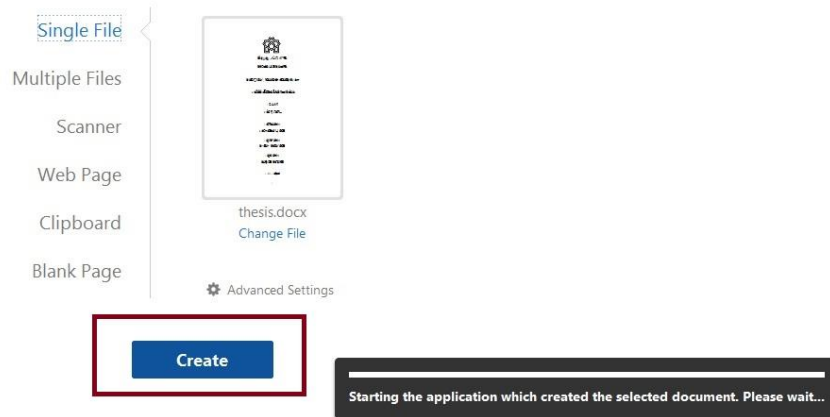 Single File
Multiple Files
Scanner
Web Page
Clipboard
Blank Page
thesis.docx
Change File
Advanced Settings
Create
Starting the application which created the selected document. Please wait...